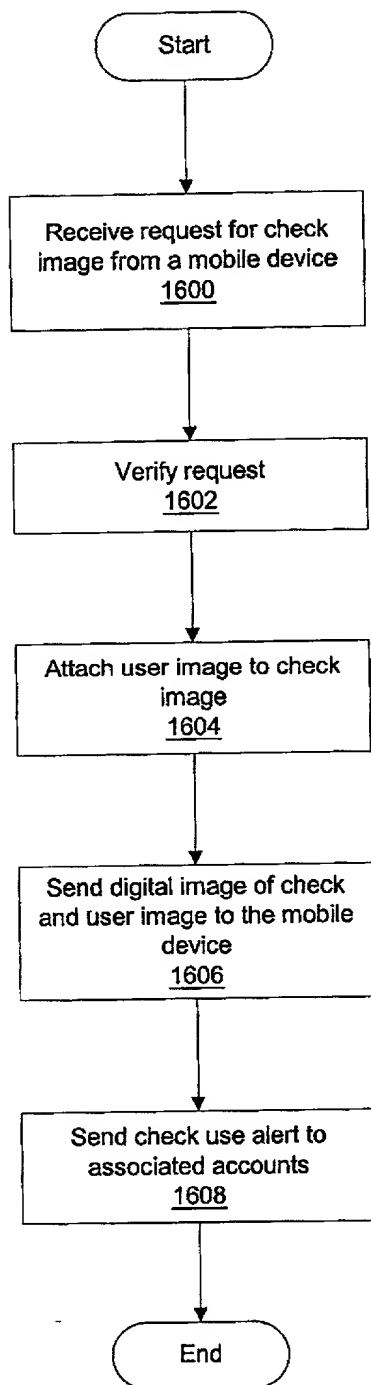 Start
Receive request for check
image from a mobile device
1600
Verify request
1602
Attach user image to check
image
1604
Send digital image of check
and user image to the mobile
device
1606
Send check use alert to
associated accounts
1608
End